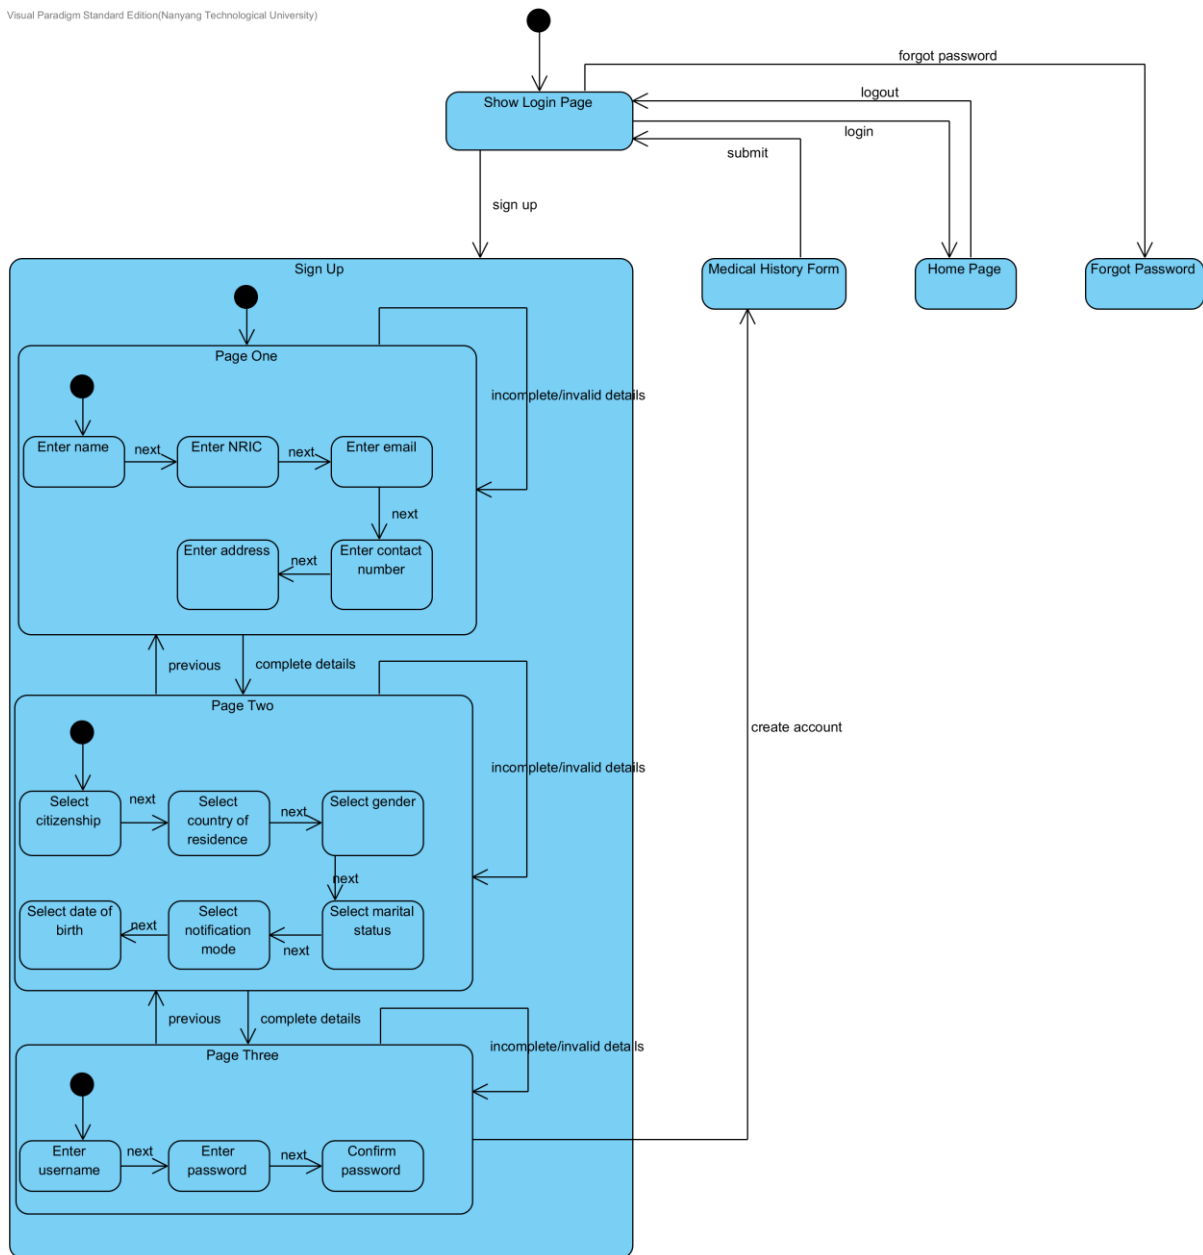 Visual Paradigm Standard Edition(Nanyang Technological University)
forgot password
Show Login Page
logout
login
submit
sign up
Sign Up
Medical History Form
Home Page
Forgot Password
Page One
incomplete/invalid details
Enter name
next
Enter NRIC
next
Enter email
next
Enter address
next
Enter contact
number
previous
complete details
Page Two
create account
incomplete/invalid details
Select
citizenship
next
Select
country of
residence
next
Select gender
next
Select date of
birth
next
Select
notification
mode
next
Select marital
status
previous
complete details
incomplete/invalid details
Page Three
Enter
username
next
Enter
password
next
Confirm
password